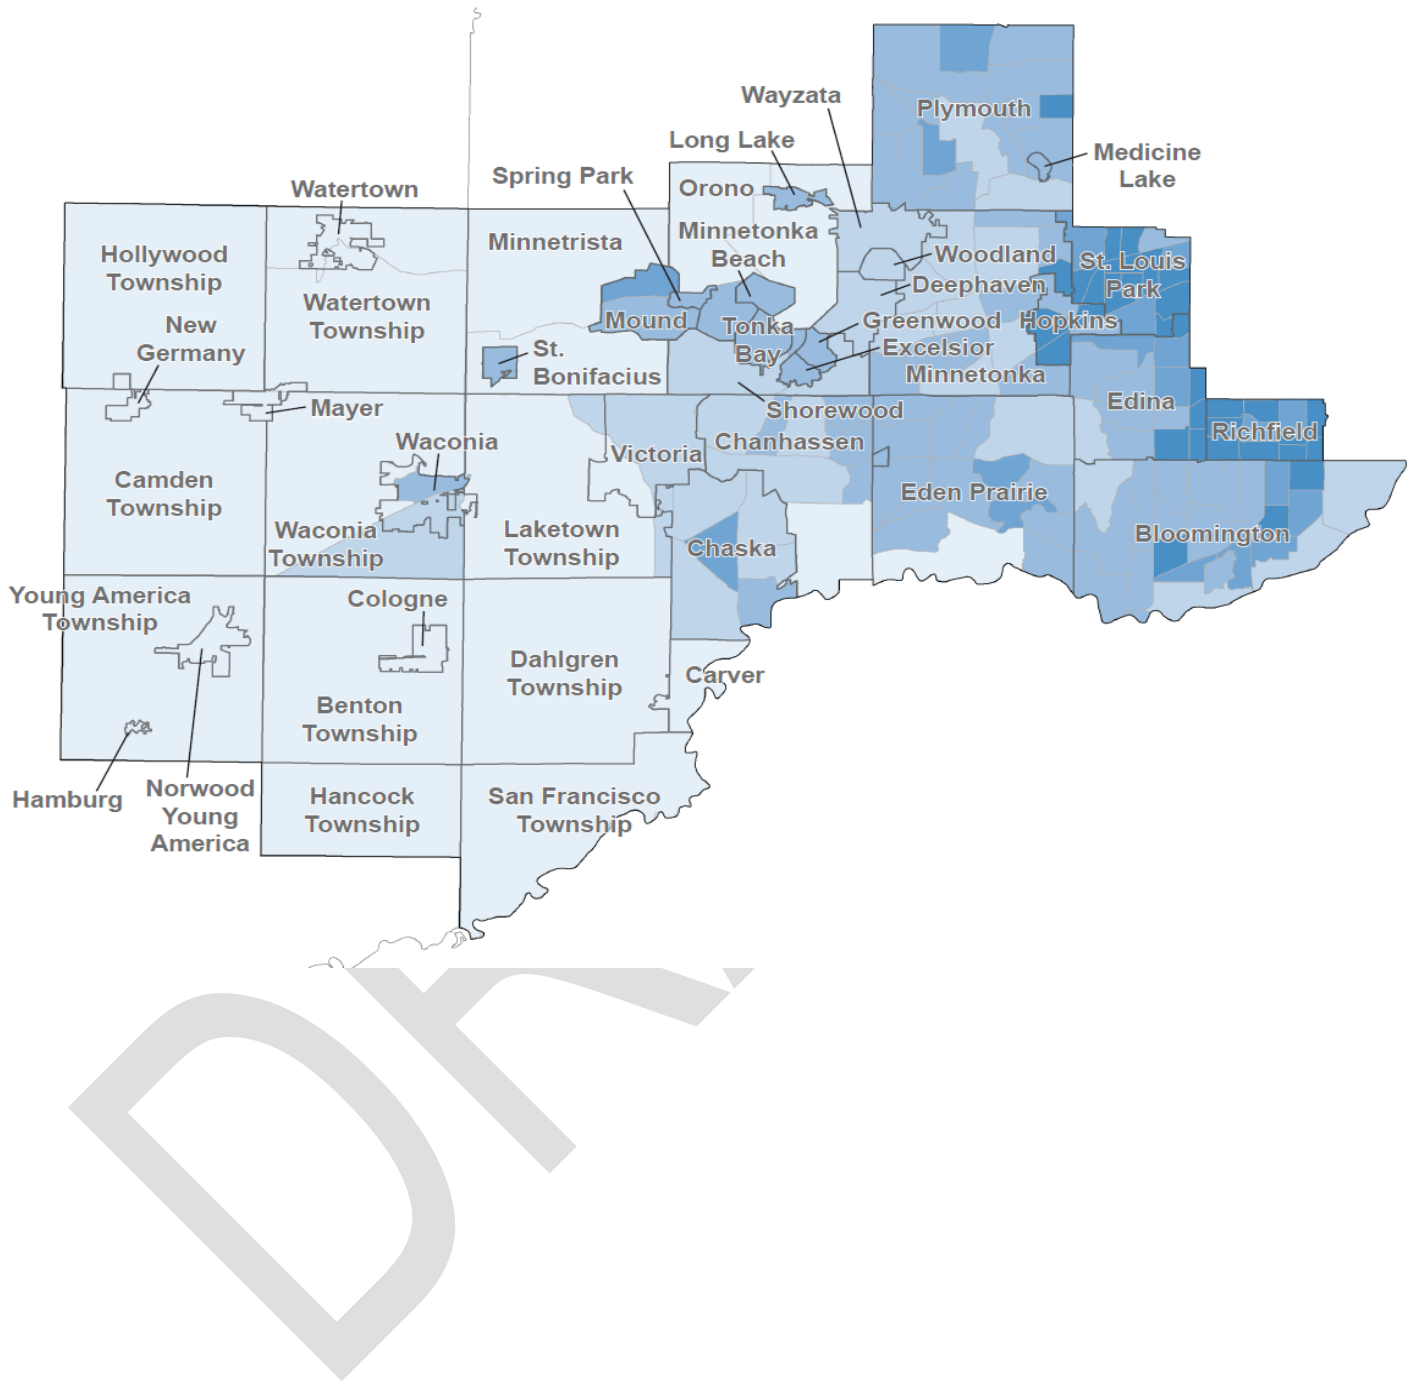 Wayzata
Plymouth
Long Lake
Medicine
Lake
Spring Park
Orono
Watertown
Minnetonka
Beach
Minnetrista
Hollywood
Township
Woodland
St. Louis
Park
Deephaven
Watertown
Township
Mound
Tonka
Bay
Greenwood
Hopkins
New
Germany
St.
Bonifacius
Excelsior
Minnetonka
Edina
Mayer
Shorewood
Richfield
Waconia
Victoria
Chanhassen
Camden
Township
Eden Prairie
Waconia
Township
Laketown
Township
Chaska
Bloomington
Young America
Township
Cologne
Dahlgren
Township
Carver
Benton
Township
Hamburg
Norwood
Young
America
Hancock
Township
San Francisco
Township